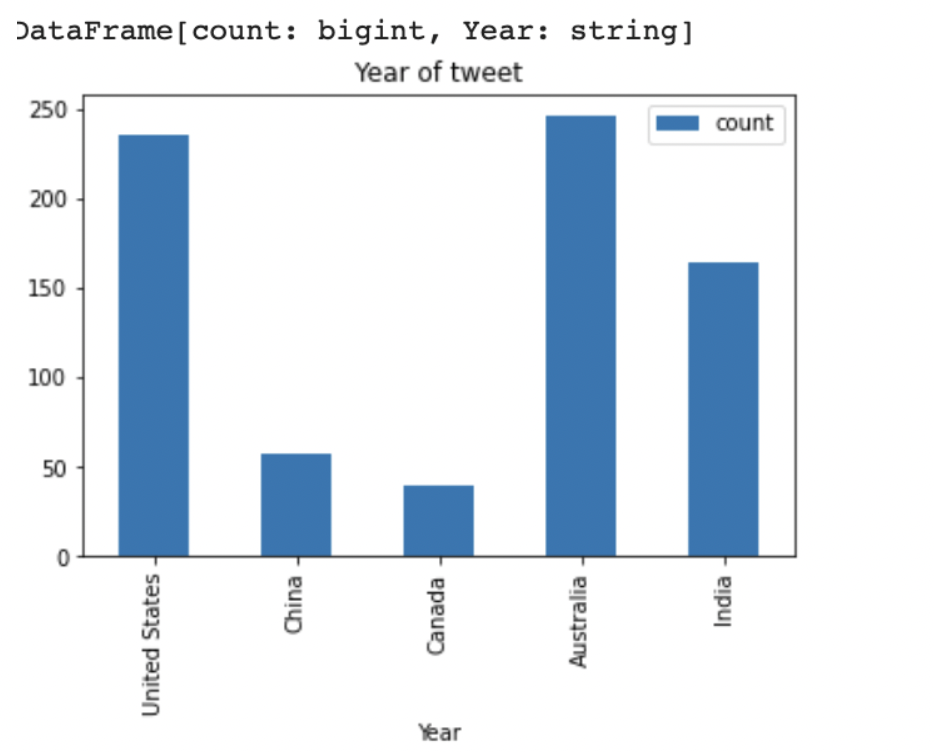 DataFrame[count: bigint, Year: string]
Year of tweet
250
200
150
100
50
0
count
United States
China
Canada
Australia
India
Year